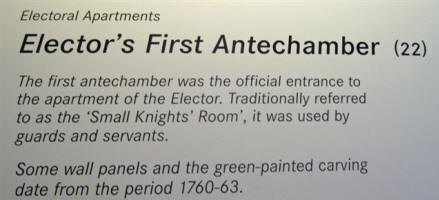 Electoral Apartments
Elector's First Antechamber (22)
The first antechamber was the official entrance to
the apartment of the Elector. Traditionally referred
to as the 'Small Knights' Room', it was used by
guards and servants.
Some wall panels and the green-painted carving
date from the period 1760-63.